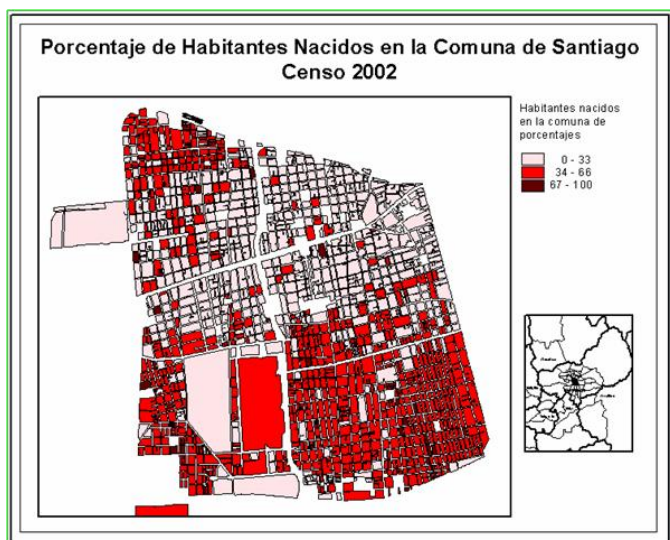 Porcentaje de Habitantes Nacidos en la Comuna de Santiago
Censo 2002
Habitantes nacidos
en la comuna de
porcentajes
0 - 33
34 - 66
67 - 100